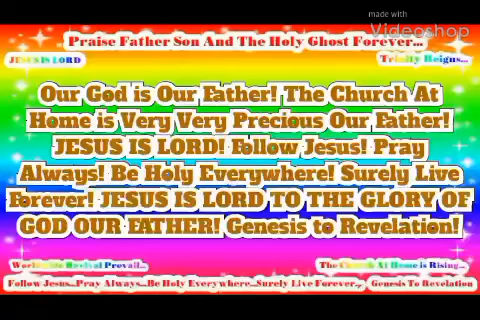 made with
Videoshop
Praise Father Son And The Holy Ghost Forever...
JESUS IS LORD
Trinity Reigns...
Our God is Our Father! The Church At
Home is Very Very Precious Our Father!
JESUS IS LORD! Follow Jesus! Pray
Always! Be Holy Everywhere! Surely Live
Forever! JESUS IS LORD TO THE GLORY OF
GOD OUR FATHER! Genesis to Revelation!
Worldwide Revival Prevail...
The Church At Home is Rising...
Follow Jesus...Pray Always...Be Holy Everywhere...Surely Live Forever...
Genesis To Revelation